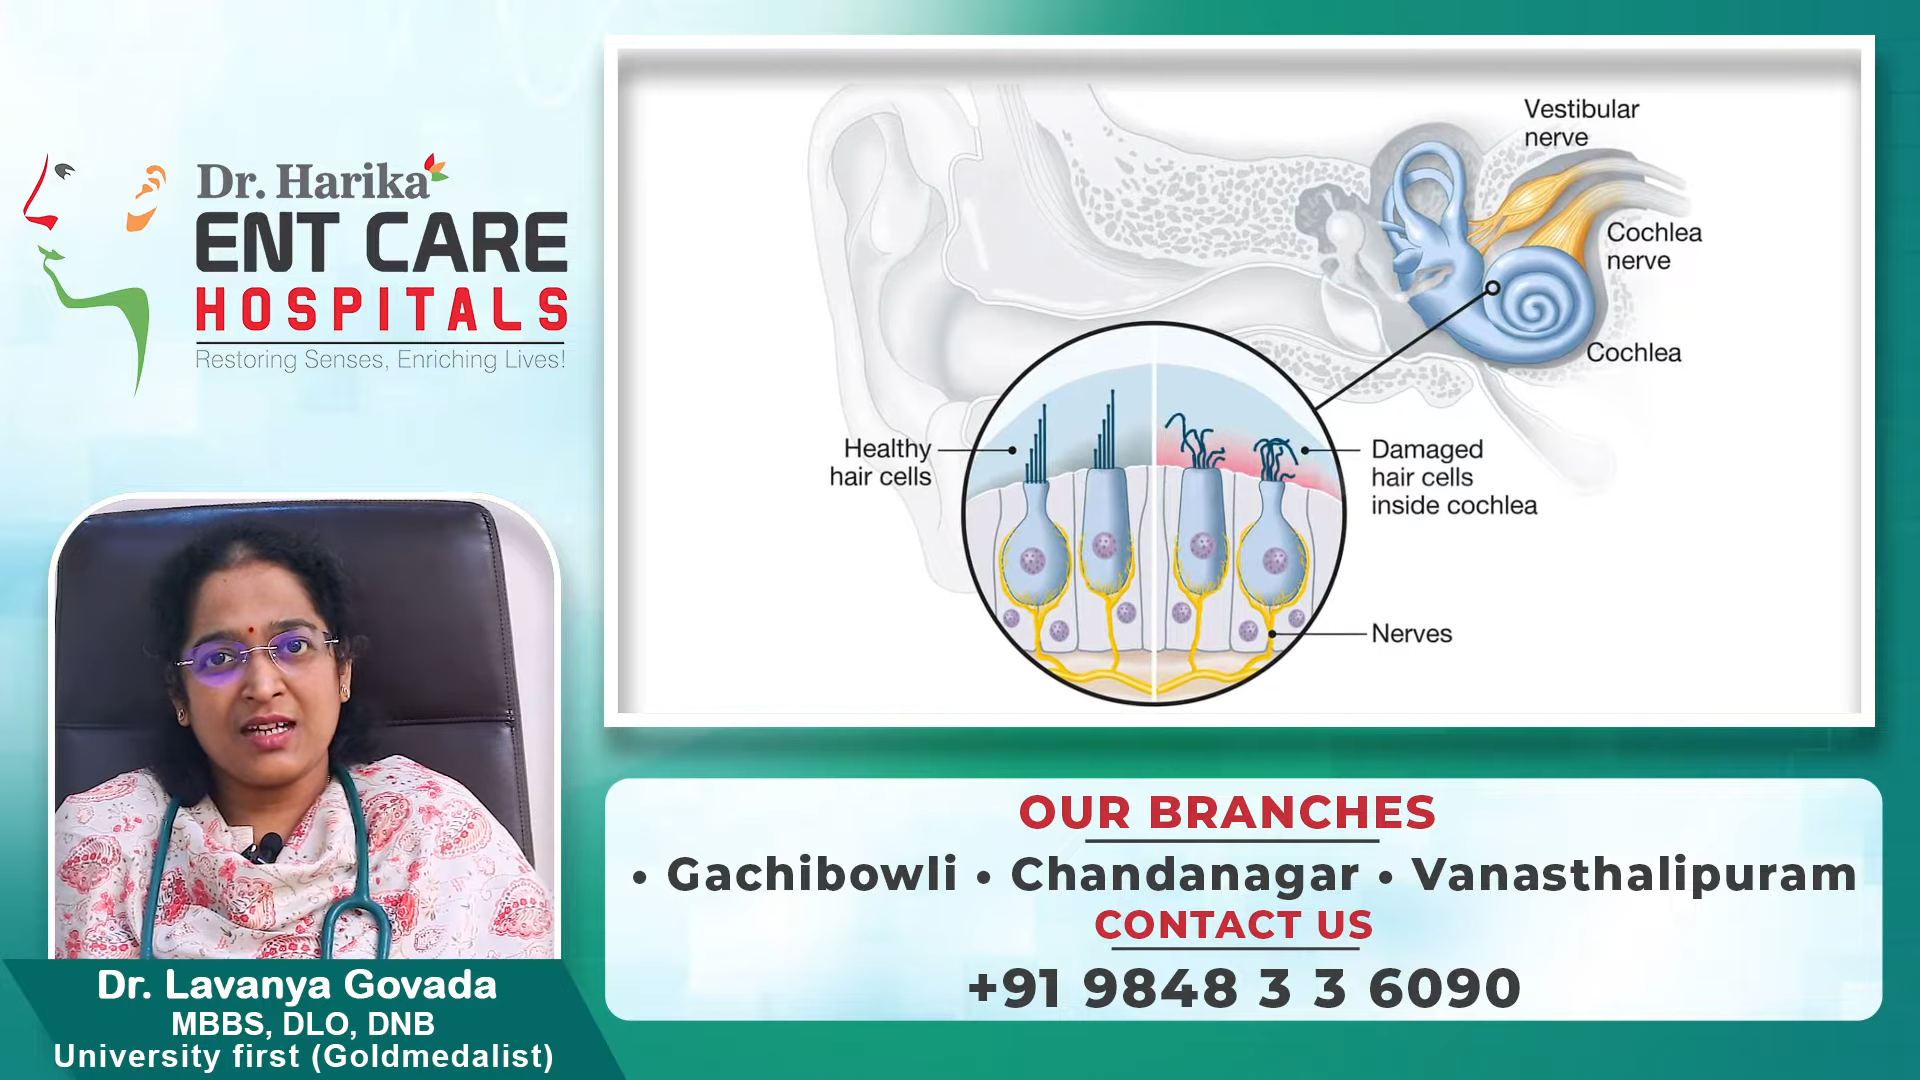 Dr. Harika
ENT CARE
HOSPITALS
Restoring Senses, Enriching Lives!
Vestibular
nerve
Cochlea
nerve
Cochlea
Healthy
hair cells
Damaged
hair cells
inside cochlea
Nerves
OUR BRANCHES
• Gachibowli • Chandanagar • Vanasthalipuram
CONTACT US
+91 9848 3 3 6090
Dr. Lavanya Govada
MBBS, DLO, DNB
University first (Goldmedalist)